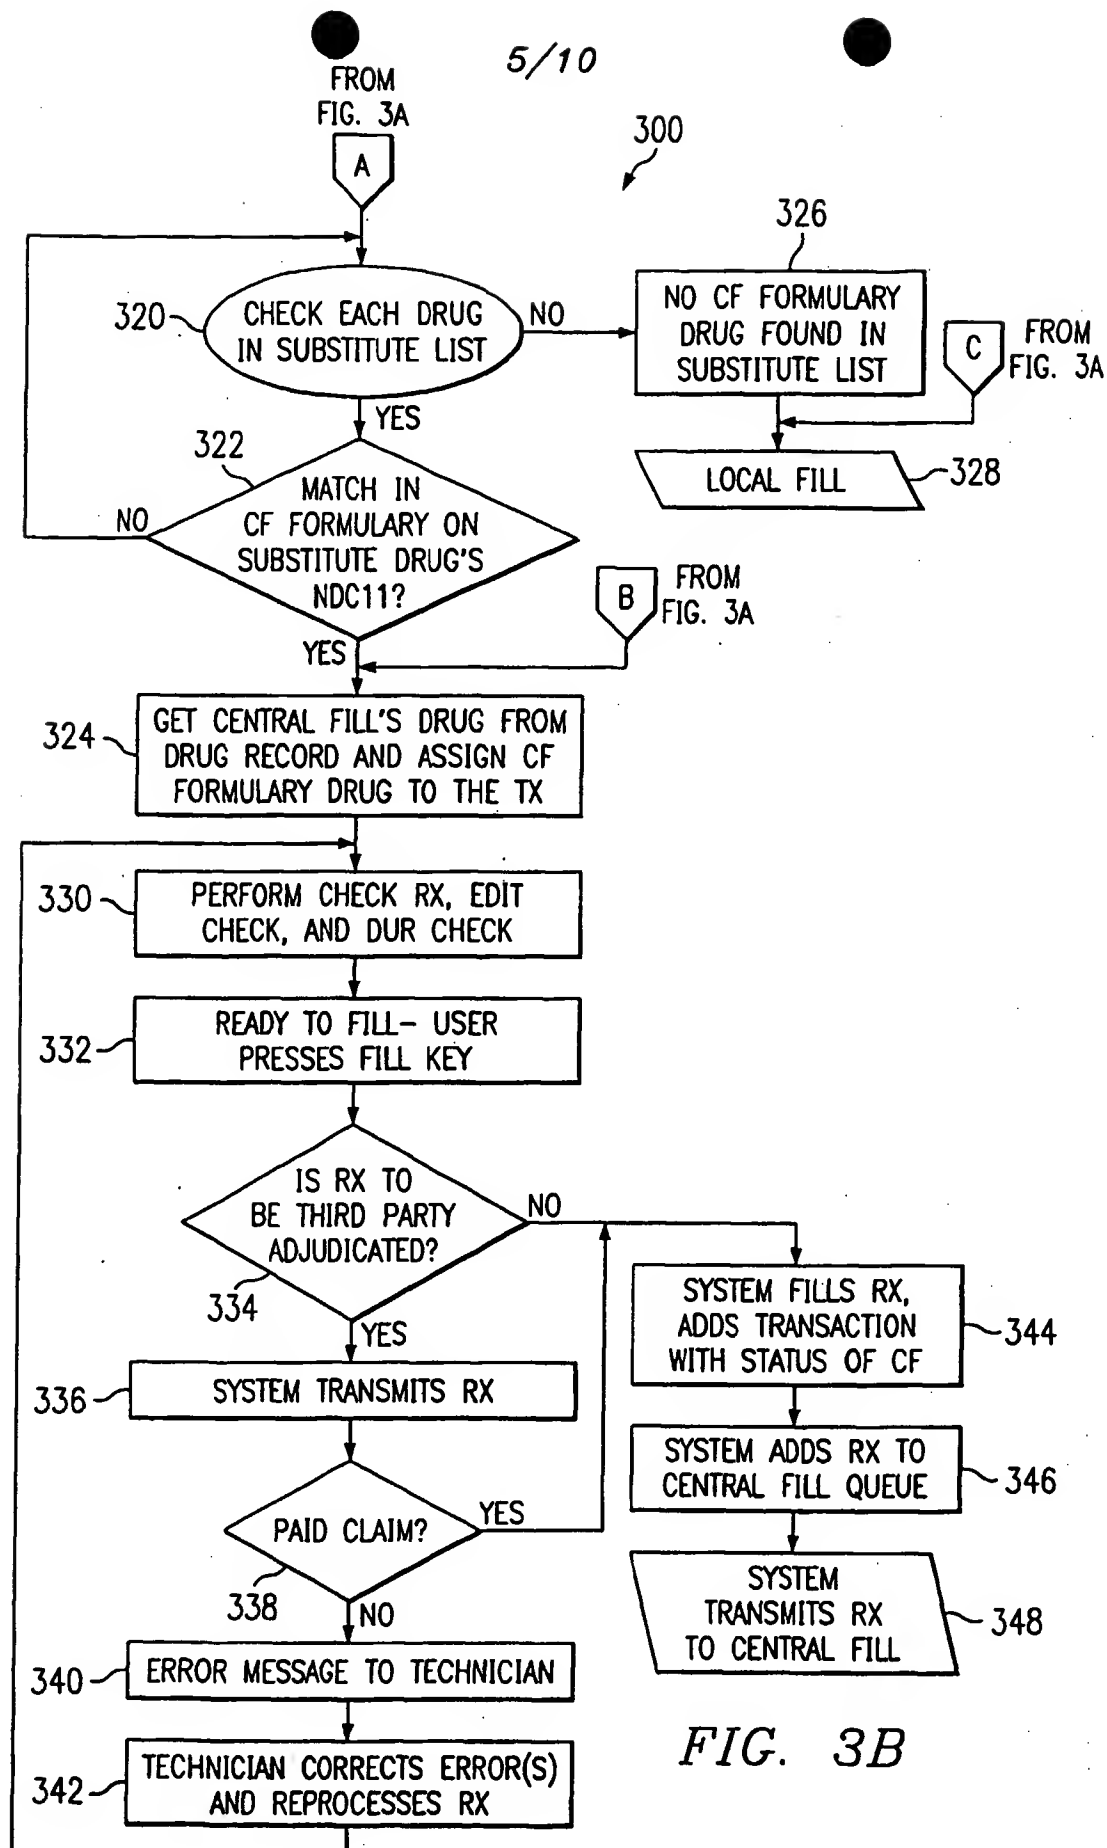 5/10
FROM
FIG. 3A
A
300
326
320
CHECK EACH DRUG
IN SUBSTITUTE LIST
NO
NO CF FORMULARY
DRUG FOUND IN
SUBSTITUTE LIST
C
FROM
FIG. 3A
YES
322
LOCAL FILL
328
MATCH IN
CF FORMULARY ON
SUBSTITUTE DRUG'S
NDC11?
NO
B
FROM
FIG. 3A
YES
324
GET CENTRAL FILL'S DRUG FROM
DRUG RECORD AND ASSIGN CF
FORMULARY DRUG TO THE TX
330
PERFORM CHECK RX, EDIT
CHECK, AND DUR CHECK
332
READY TO FILL- USER
PRESSES FILL KEY
IS RX TO
BE THIRD PARTY
ADJUDICATED?
NO
334
YES
SYSTEM FILLS RX,
ADDS TRANSACTION
WITH STATUS OF CF
344
336
SYSTEM TRANSMITS RX
SYSTEM ADDS RX TO
CENTRAL FILL QUEUE
346
PAID CLAIM?
YES
338
NO
SYSTEM
TRANSMITS RX
TO CENTRAL FILL
348
340
ERROR MESSAGE TO TECHNICIAN
342
TECHNICIAN CORRECTS ERROR(S)
AND REPROCESSES RX
FIG. 3B